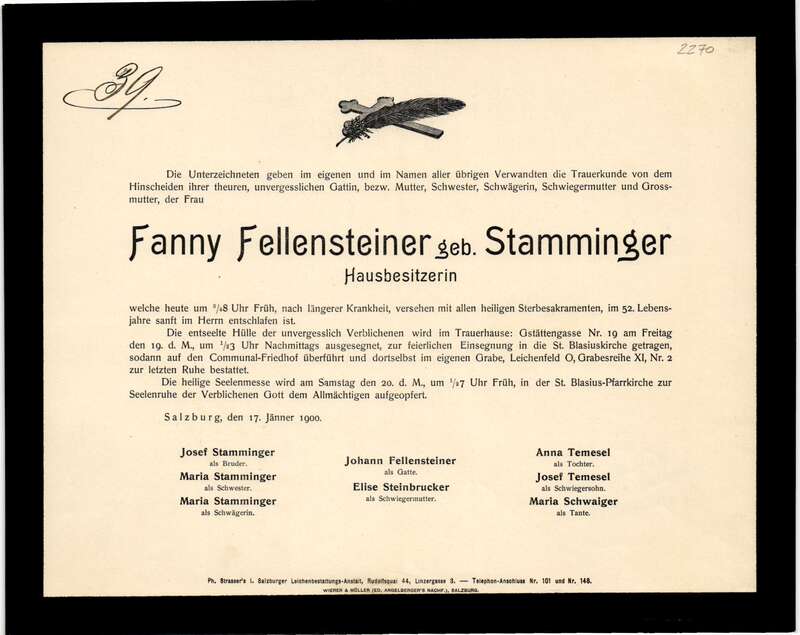 39.
2270
Die Unterzeichneten geben im eigenen und im Namen aller übrigen Verwandten die Trauerkunde von dem
Hinscheiden ihrer theuren, unvergesslichen Gattin, bezw. Mutter, Schwester, Schwägerin, Schwiegermutter und Gross-
mutter, der Frau
Fanny Fellensteiner geb. Stamminger
Hausbesitzerin
welche heute um ³/₄8 Uhr Früh, nach längerer Krankheit, versehen mit allen heiligen Sterbesakramenten, im 52. Lebens-
jahre sanft im Herrn entschlafen ist.
Die entseelte Hülle der unvergesslich Verblichenen wird im Trauerhause: Gstättengasse Nr. 19 am Freitag
den 19. d. M., um ¹/₂3 Uhr Nachmittags ausgesegnet, zur feierlichen Einsegnung in die St. Blasiuskirche getragen,
sodann auf den Communal-Friedhof überführt und dortselbst im eigenen Grabe, Leichenfeld O, Grabesreihe XI, Nr. 2
zur letzten Ruhe bestattet.
Die heilige Seelenmesse wird am Samstag den 20. d. M., um ¹/₂7 Uhr Früh, in der St. Blasius-Pfarrkirche zur
Seelenruhe der Verblichenen Gott dem Allmächtigen aufgeopfert.
Salzburg, den 17. Jänner 1900.
Josef Stamminger
als Bruder.
Maria Stamminger
als Schwester.
Maria Stamminger
als Schwägerin.
Johann Fellensteiner
als Gatte.
Elise Steinbrucker
als Schwiegermutter.
Anna Temesel
als Tochter.
Josef Temesel
als Schwiegersohn.
Maria Schwaiger
als Tante.
Ph. Strasser's I. Salzburger Leichenbestattungs-Anstalt, Rudolfsquai 44, Linzergasse 3. — Telephon-Anschluss Nr. 101 und Nr. 148.
WIERER & MÜLLER (ED. ANGELBERGER'S NACHF.), SALZBURG.